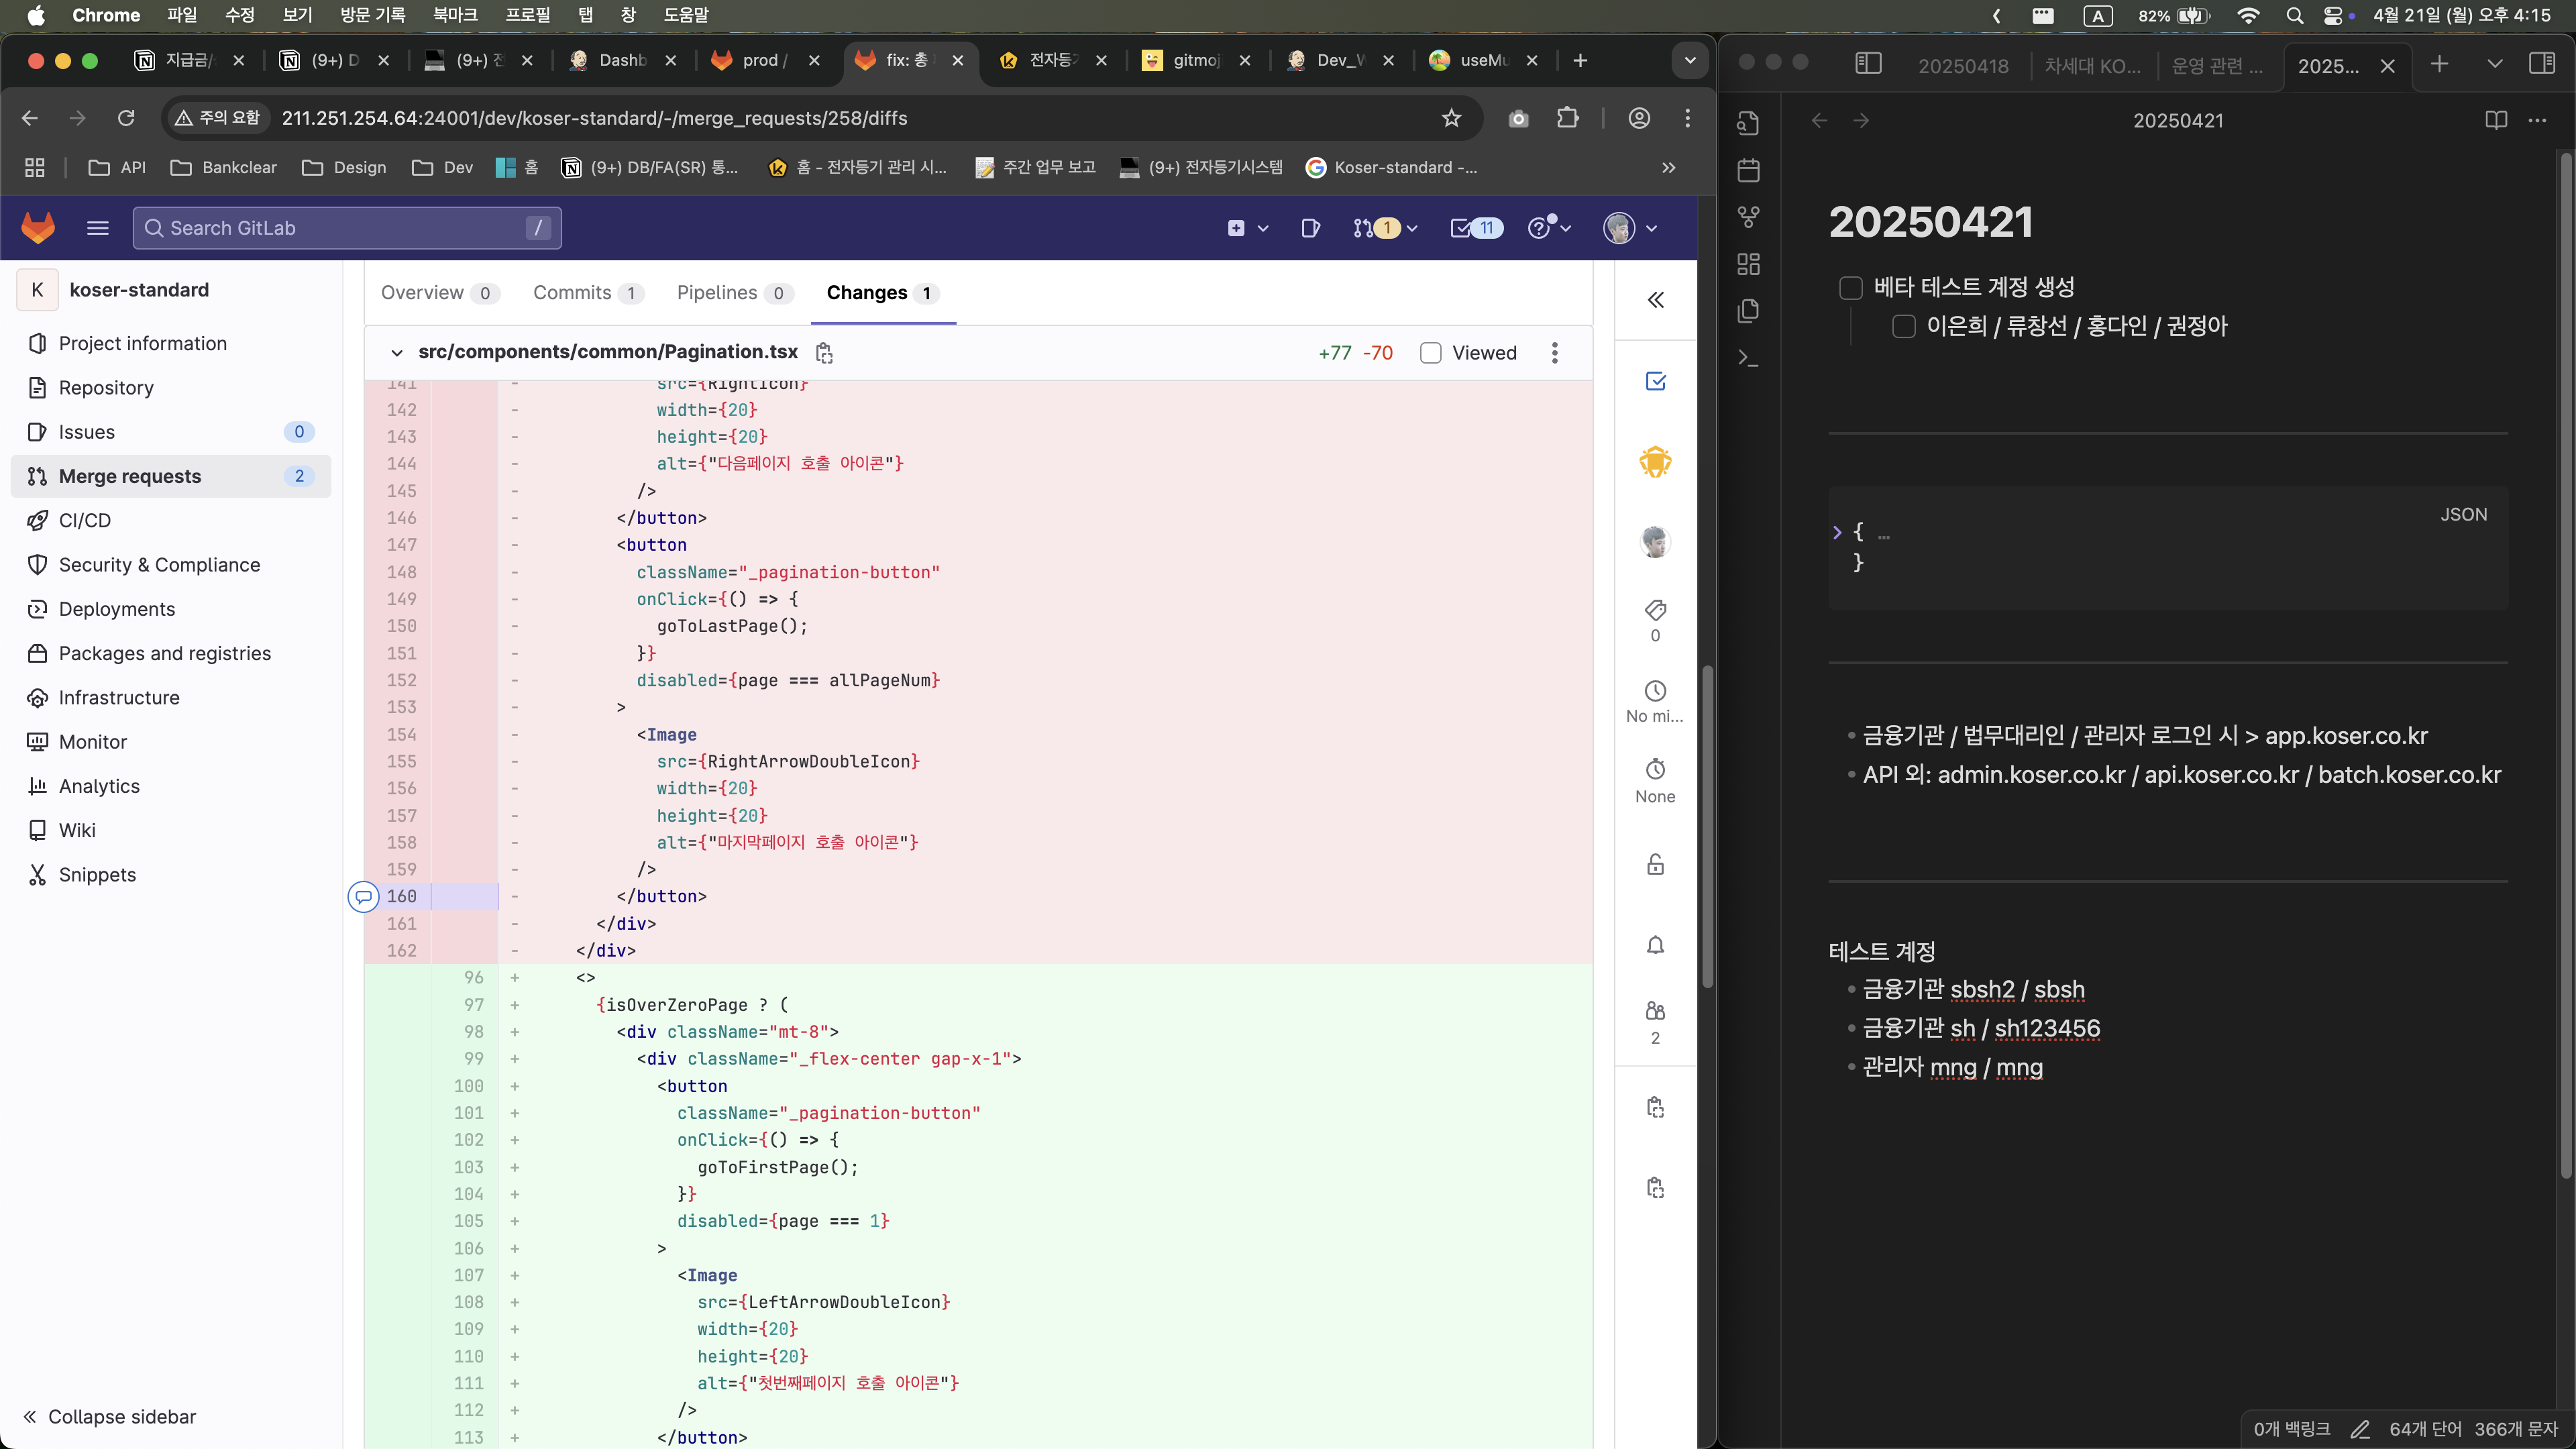 Chrome 파일 수정 보기 방문 기록 북마크 프로필 탭 창 도움말
A 82% 4월 21일 (월) 오후 4:15
지급금/ (9+) D (9+) 전 Dashb prod / fix: 총 전자등기 gitmoj Dev_W useMu
주의 요함 211.251.254.64:24001/dev/koser-standard/-/merge_requests/258/diffs
API Bankclear Design Dev 홈 (9+) DB/FA(SR) 통... 홈 - 전자등기 관리 시... 주간 업무 보고 (9+) 전자등기시스템 Koser-standard -...
Search GitLab /
1 11
K koser-standard
Project information
Repository
Issues 0
Merge requests 2
CI/CD
Security & Compliance
Deployments
Packages and registries
Infrastructure
Monitor
Analytics
Wiki
Snippets
Collapse sidebar
Overview 0 Commits 1 Pipelines 0 Changes 1
src/components/common/Pagination.tsx +77 -70 Viewed
141 - src={RightIcon}
142 - width={20}
143 - height={20}
144 - alt={"다음페이지 호출 아이콘"}
145 - />
146 - </button>
147 - <button
148 - className="_pagination-button"
149 - onClick={() => {
150 - goToLastPage();
151 - }}
152 - disabled={page === allPageNum}
153 - >
154 - <Image
155 - src={RightArrowDoubleIcon}
156 - width={20}
157 - height={20}
158 - alt={"마지막페이지 호출 아이콘"}
159 - />
160 - </button>
161 - </div>
162 - </div>
96 + <>
97 + {isOverZeroPage ? (
98 + <div className="mt-8">
99 + <div className="_flex-center gap-x-1">
100 + <button
101 + className="_pagination-button"
102 + onClick={() => {
103 + goToFirstPage();
104 + }}
105 + disabled={page === 1}
106 + >
107 + <Image
108 + src={LeftArrowDoubleIcon}
109 + width={20}
110 + height={20}
111 + alt={"첫번째페이지 호출 아이콘"}
112 + />
113 + </button>
0
No mi...
None
2
20250418 차세대 KO... 운영 관련 ... 2025...
20250421
20250421
베타 테스트 계정 생성
이은희 / 류창선 / 홍다인 / 권정아
JSON
{ ...
}
금융기관 / 법무대리인 / 관리자 로그인 시 > app.koser.co.kr
API 외: admin.koser.co.kr / api.koser.co.kr / batch.koser.co.kr
테스트 계정
금융기관 sbsh2 / sbsh
금융기관 sh / sh123456
관리자 mng / mng
0개 백링크 64개 단어 366개 문자